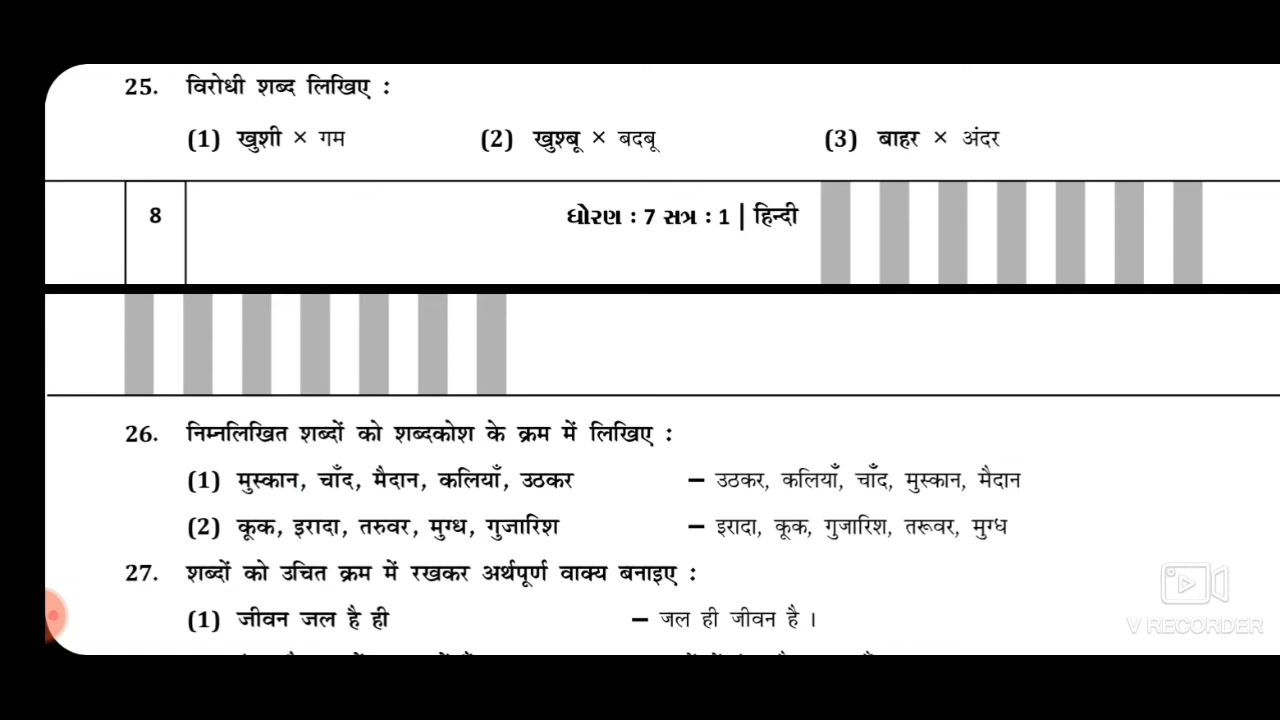 25. विरोधी शब्द लिखिए :
(1) खुशी × गम (2) खुश्बू × बदबू (3) बाहर × अंदर
8 ધોરણ : 7 સત્ર : 1 | हिन्दी
26. निम्नलिखित शब्दों को शब्दकोश के क्रम में लिखिए :
(1) मुस्कान, चाँद, मैदान, कलियाँ, उठकर – उठकर, कलियाँ, चाँद, मुस्कान, मैदान
(2) कूक, इरादा, तरुवर, मुग्ध, गुजारिश – इरादा, कूक, गुजारिश, तरूवर, मुग्ध
27. शब्दों को उचित क्रम में रखकर अर्थपूर्ण वाक्य बनाइए :
(1) जीवन जल है ही – जल ही जीवन है ।
V RECORDER